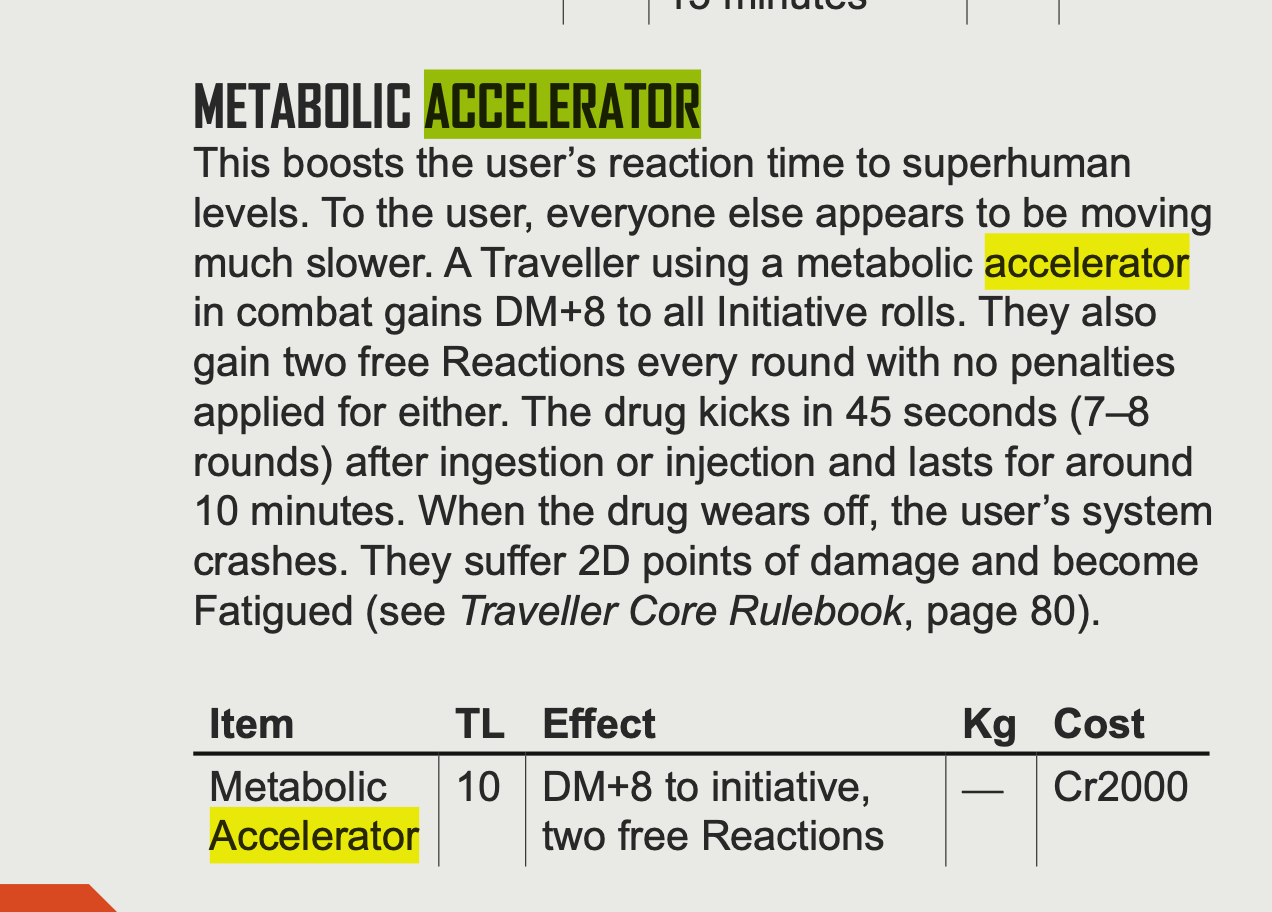 15 minutes
METABOLIC ACCELERATOR
This boosts the user’s reaction time to superhuman
levels. To the user, everyone else appears to be moving
much slower. A Traveller using a metabolic accelerator
in combat gains DM+8 to all Initiative rolls. They also
gain two free Reactions every round with no penalties
applied for either. The drug kicks in 45 seconds (7–8
rounds) after ingestion or injection and lasts for around
10 minutes. When the drug wears off, the user’s system
crashes. They suffer 2D points of damage and become
Fatigued (see Traveller Core Rulebook, page 80).
Item TL Effect Kg Cost
Metabolic 10 DM+8 to initiative, — Cr2000
Accelerator two free Reactions